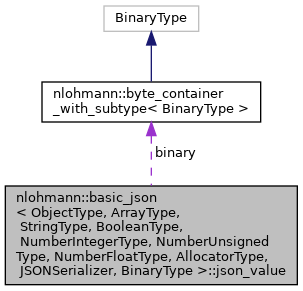 BinaryType
nlohmann::byte_container
_with_subtype< BinaryType >
binary
nlohmann::basic_json
< ObjectType, ArrayType,
StringType, BooleanType,
NumberIntegerType, NumberUnsigned
Type, NumberFloatType, AllocatorType,
JSONSerializer, BinaryType >::json_value